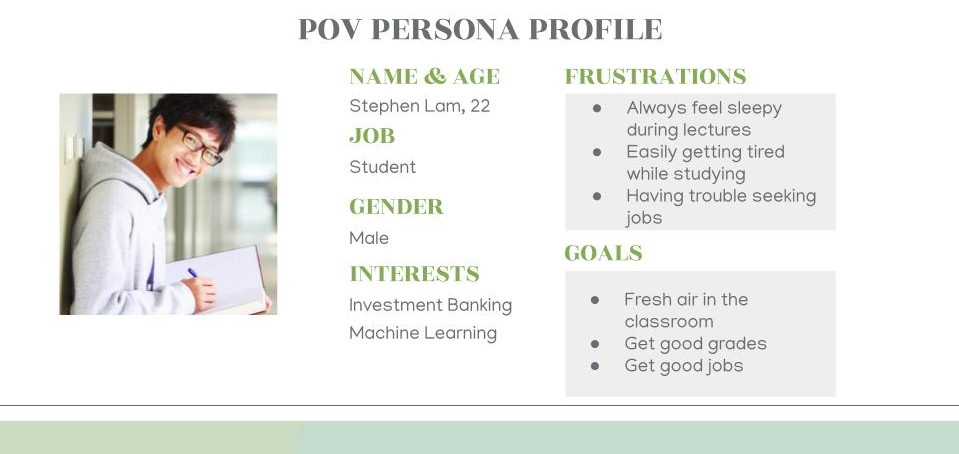 POV PERSONA PROFILE
NAME & AGE
Stephen Lam, 22
JOB
Student
GENDER
Male
INTERESTS
Investment Banking
Machine Learning
FRUSTRATIONS
● Always feel sleepy
during lectures
● Easily getting tired
while studying
● Having trouble seeking
jobs
GOALS
● Fresh air in the
classroom
● Get good grades
● Get good jobs